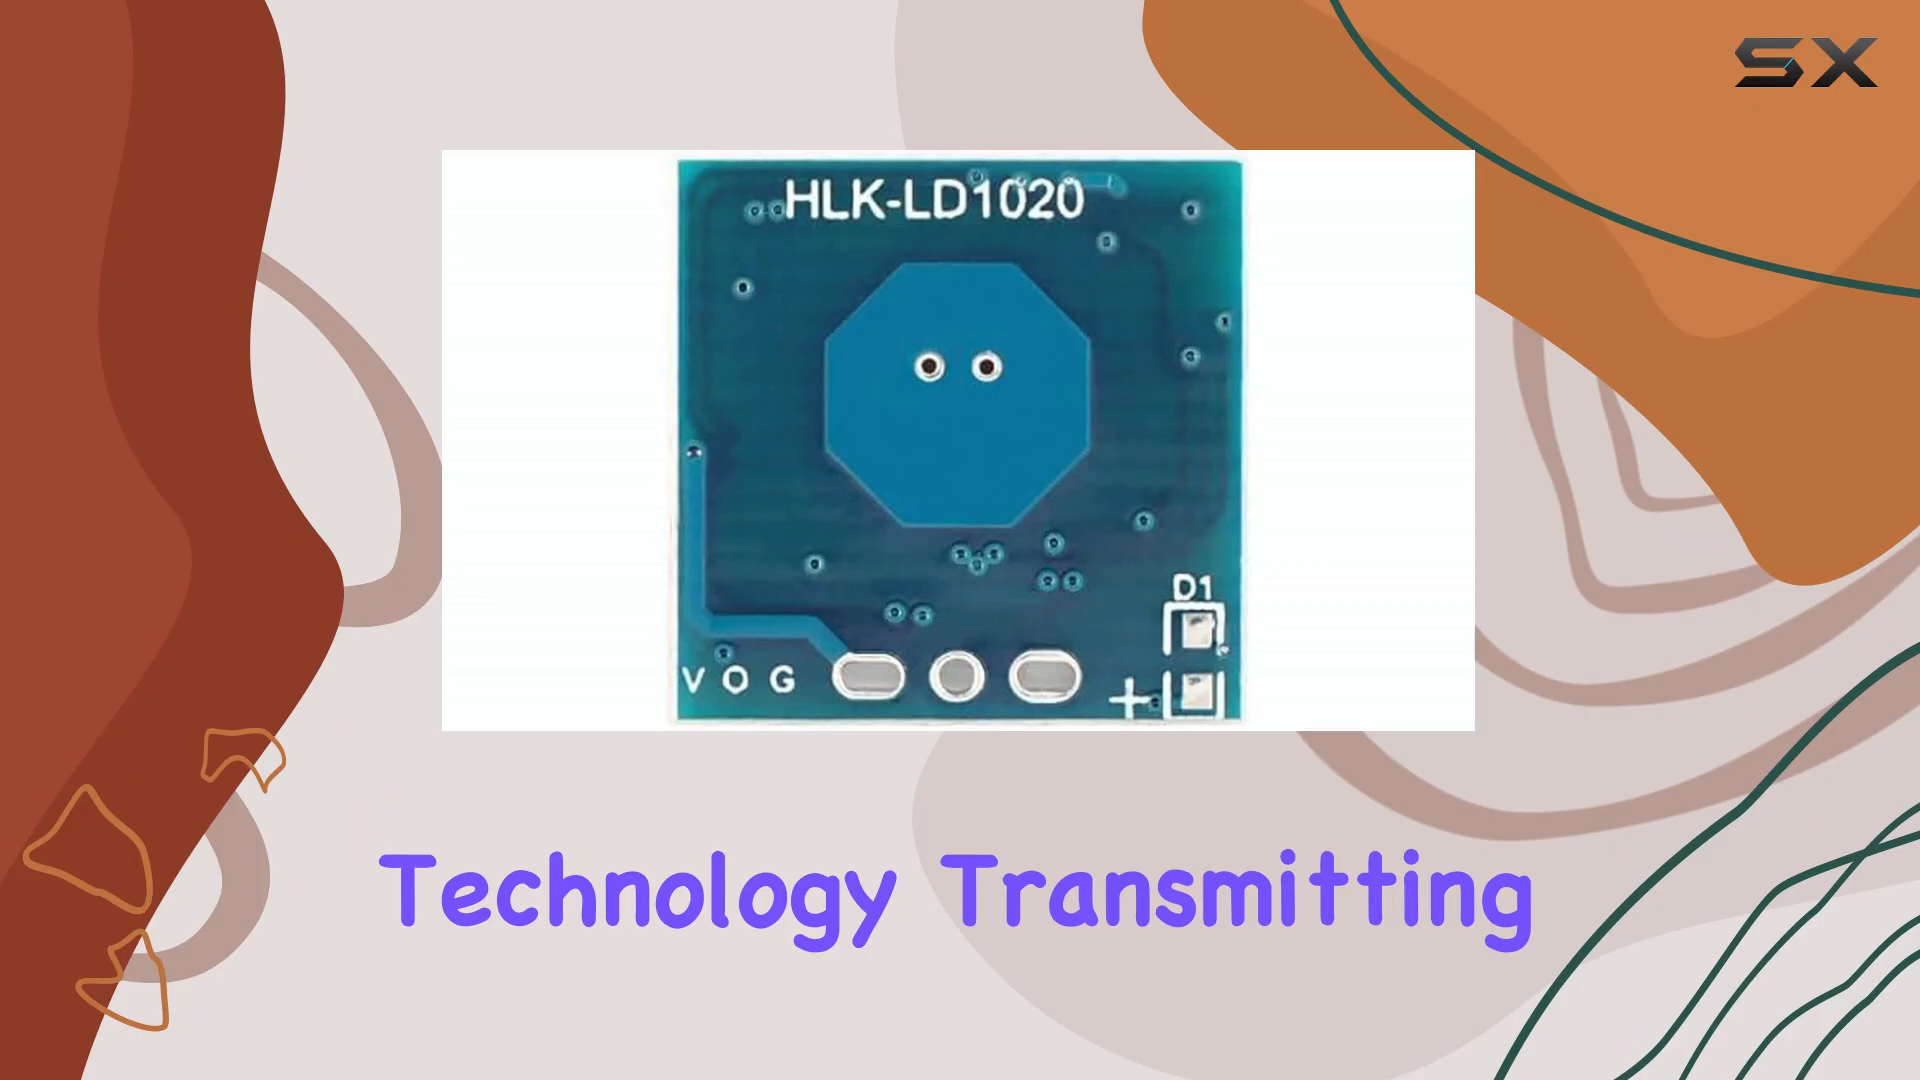 SX
HLK-LD1020
D1
V O G
+
Technology Transmitting